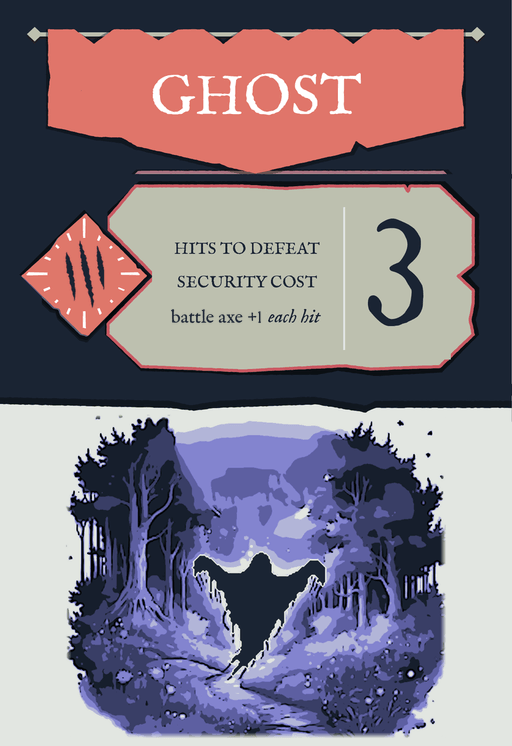 GHOST
HITS TO DEFEAT
SECURITY COST
battle axe +1 each hit
3